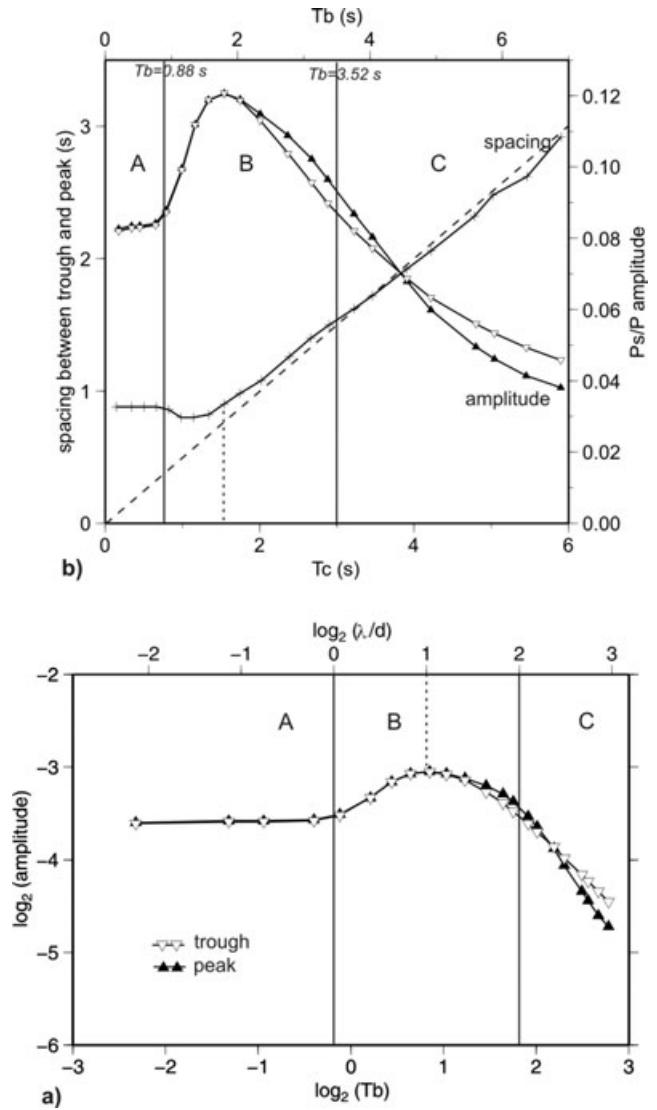 Tb (s)
0 2 4 6
Tb=0.88 s Tb=3.52 s
A B C
spacing
amplitude
spacing between trough and peak (s)
3
2
1
0
Ps/P amplitude
0.12
0.10
0.08
0.06
0.04
0.02
0.00
0 2 4 6
Tc (s)
b)
log2 (λ/d)
−2 −1 0 1 2 3
A B C
log2 (amplitude)
−2
−3
−4
−5
−6
trough
peak
−3 −2 −1 0 1 2 3
log2 (Tb)
a)